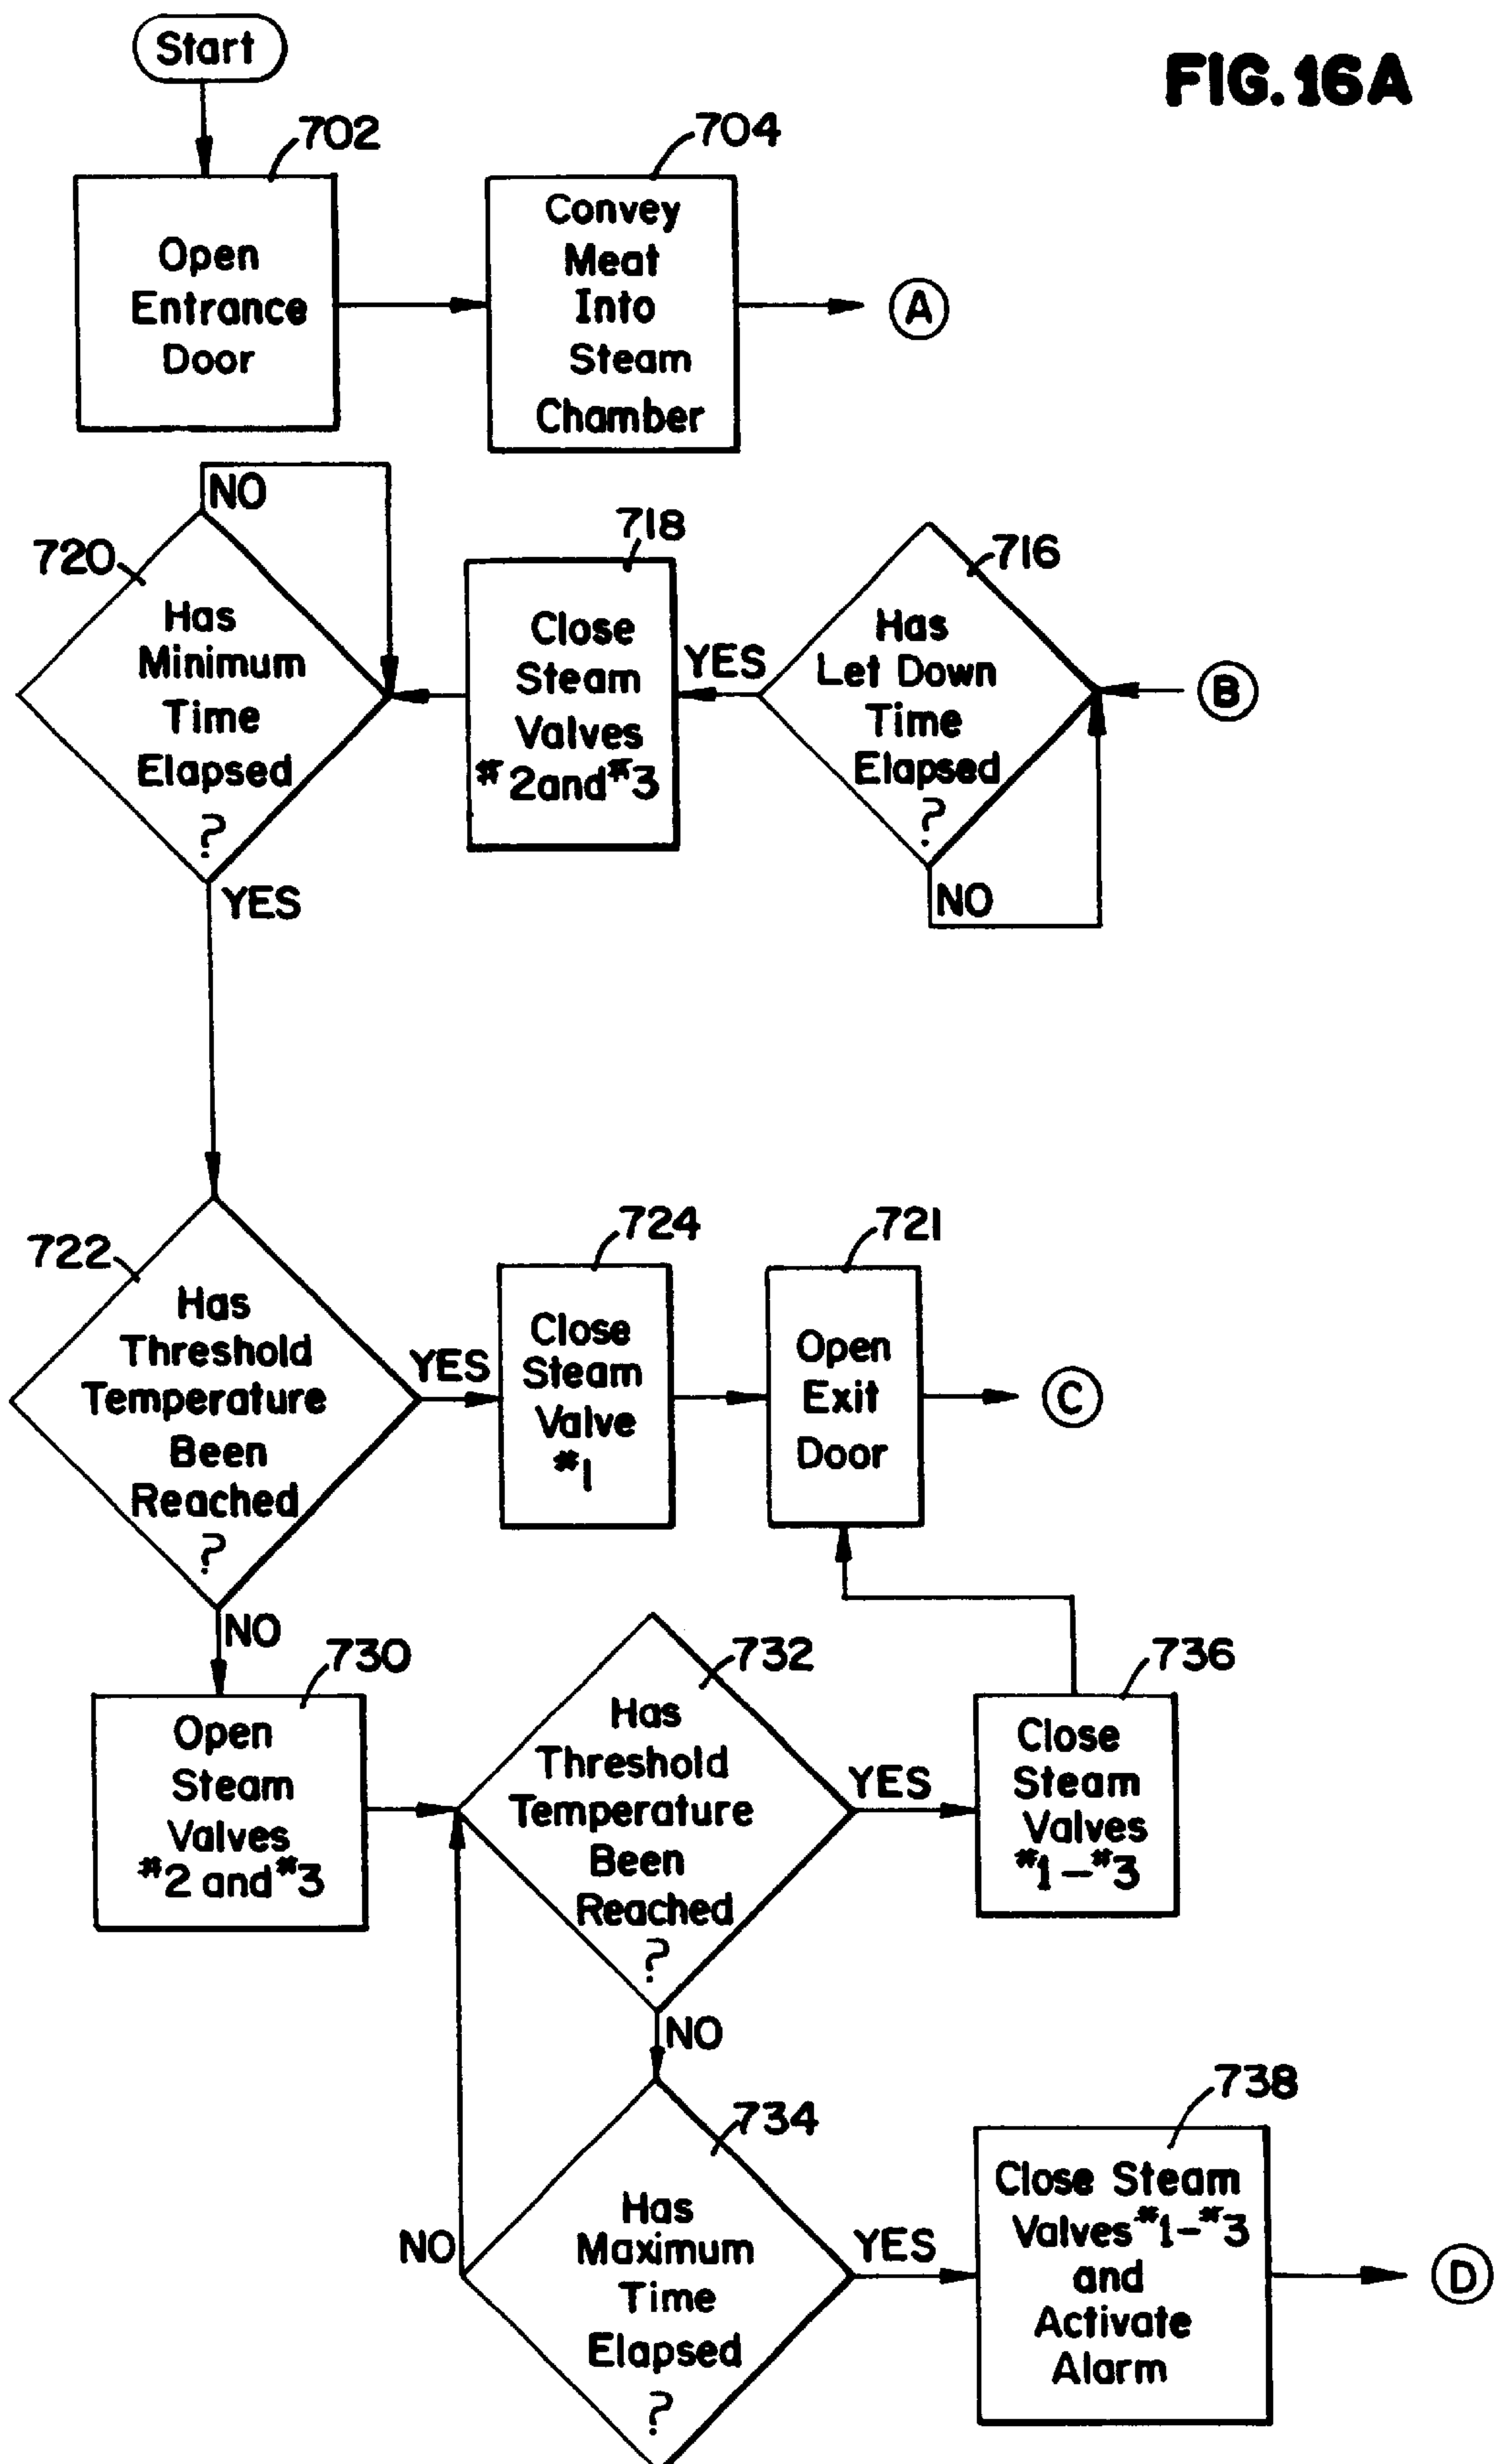 Start
FIG. 16A
702
704
Open
Entrance
Door
Convey
Meat
Into
Steam
Chamber
A
NO
720
Has
Minimum
Time
Elapsed
?
YES
718
Close
Steam
Valves
#2 and #3
YES
716
Has
Let Down
Time
Elapsed
?
NO
B
722
Has
Threshold
Temperature
Been
Reached
?
YES
NO
724
Close
Steam
Valve
#1
721
Open
Exit
Door
C
730
Open
Steam
Valves
#2 and #3
732
Has
Threshold
Temperature
Been
Reached
?
YES
NO
736
Close
Steam
Valves
#1-#3
734
Has
Maximum
Time
Elapsed
?
NO
YES
738
Close Steam
Valves #1-#3
and
Activate
Alarm
D